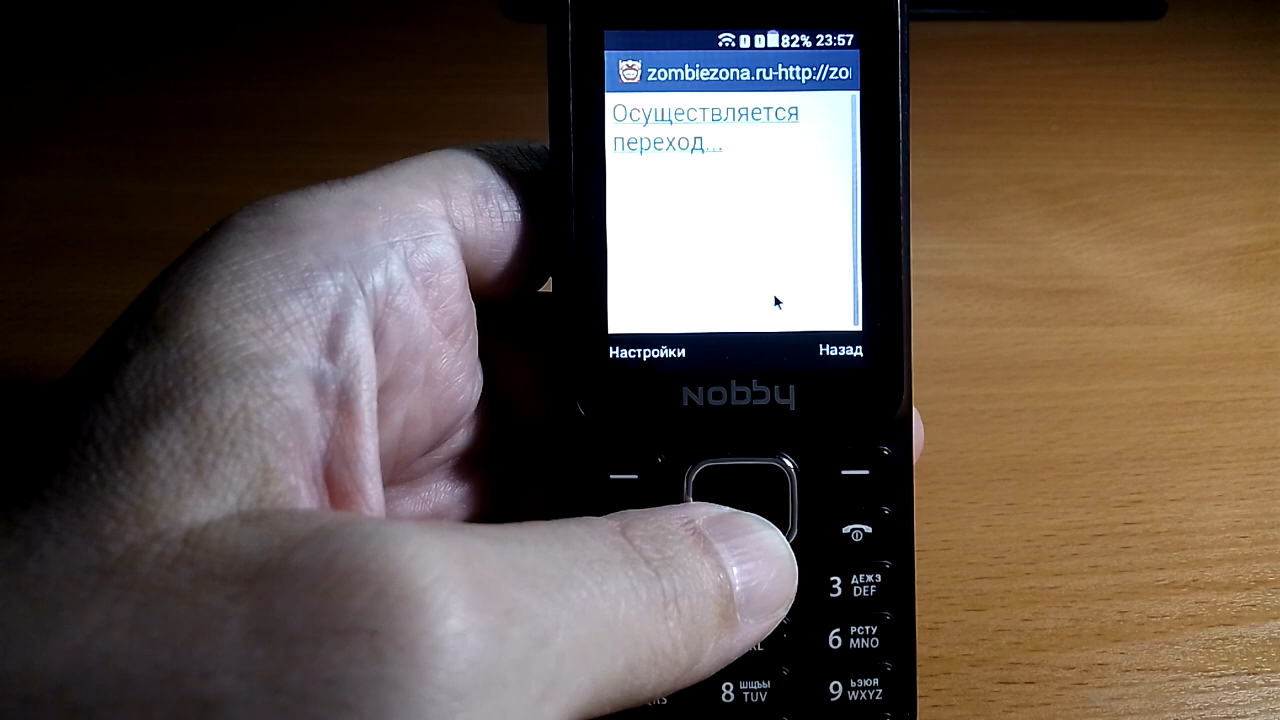 82% 23:57
zombiezona.ru-http://zo
Осуществляется
переход...
Настройки Назад
Nobby
3 ДЕЖЗ DEF
6 РСТУ MNO
8 ШЩЪЫ TUV
9 ЬЭЮЯ WXYZ